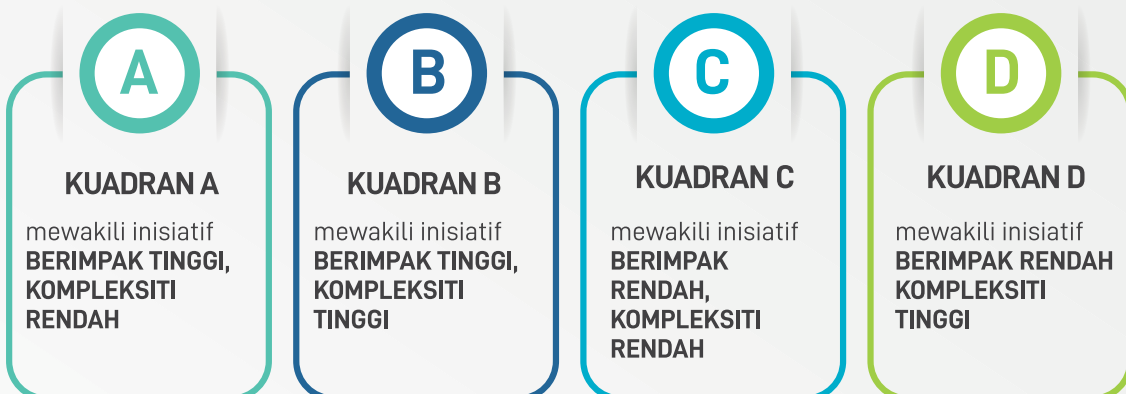 A
KUADRAN A
mewakili inisiatif
BERIMPAK TINGGI,
KOMPLEKSITI
RENDAH
B
KUADRAN B
mewakili inisiatif
BERIMPAK TINGGI,
KOMPLEKSITI
TINGGI
C
KUADRAN C
mewakili inisiatif
BERIMPAK
RENDAH,
KOMPLEKSITI
RENDAH
D
KUADRAN D
mewakili inisiatif
BERIMPAK RENDAH
KOMPLEKSITI
TINGGI